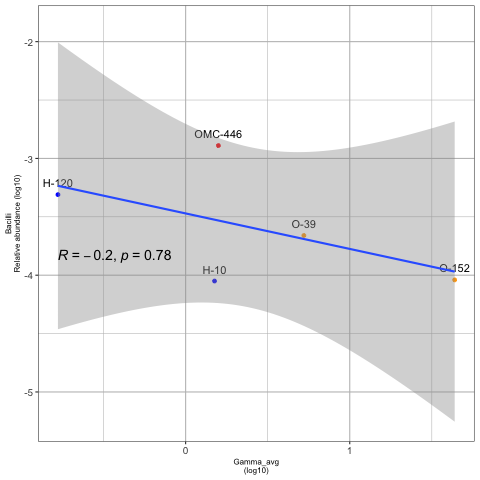 -2
OMC-446
-3
H-120
O-39
R = -0.2, p = 0.78
H-10
O-152
-4
-5
Bacilli
Relative abundance (log10)
0
1
Gamma_avg
(log10)